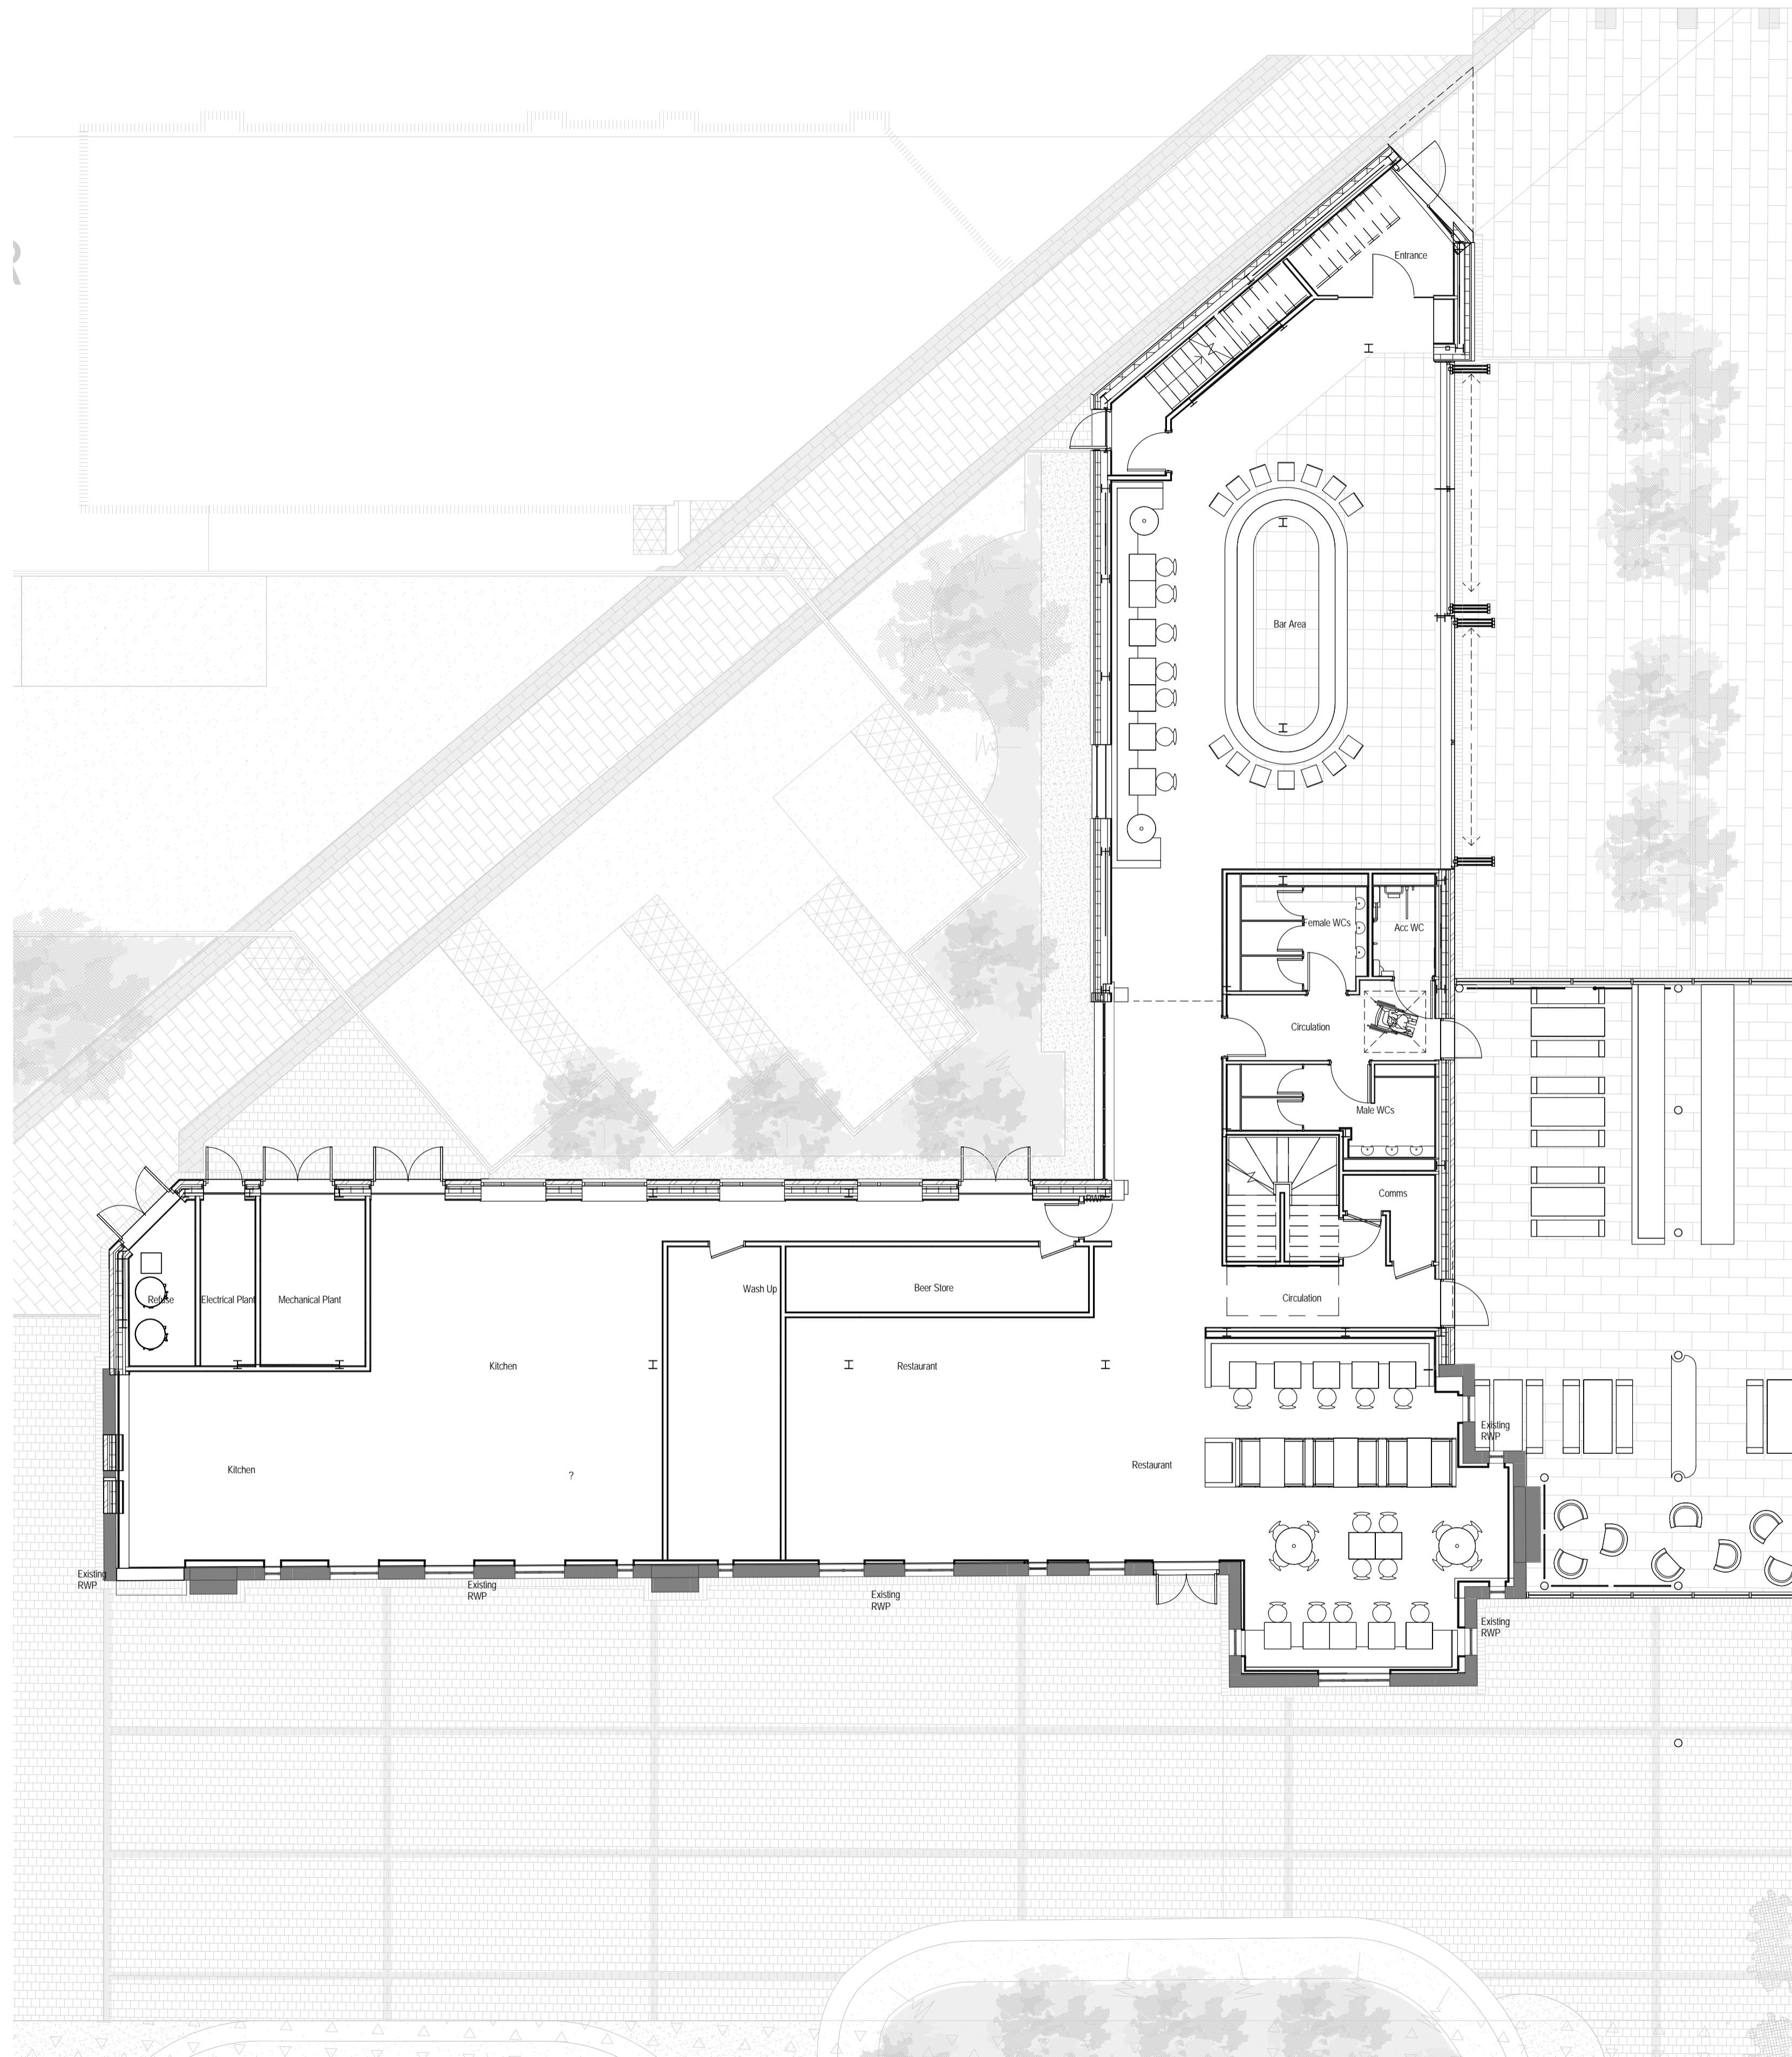 R
Entrance
Bar Area
Female WCs
Acc WC
Circulation
Male WCs
Comms
RWP
Refuse
Electrical Plant
Mechanical Plant
Wash Up
Beer Store
Circulation
Kitchen
Restaurant
Existing
RWP
Kitchen
?
Restaurant
Existing
RWP
Existing
RWP
Existing
RWP
Existing
RWP